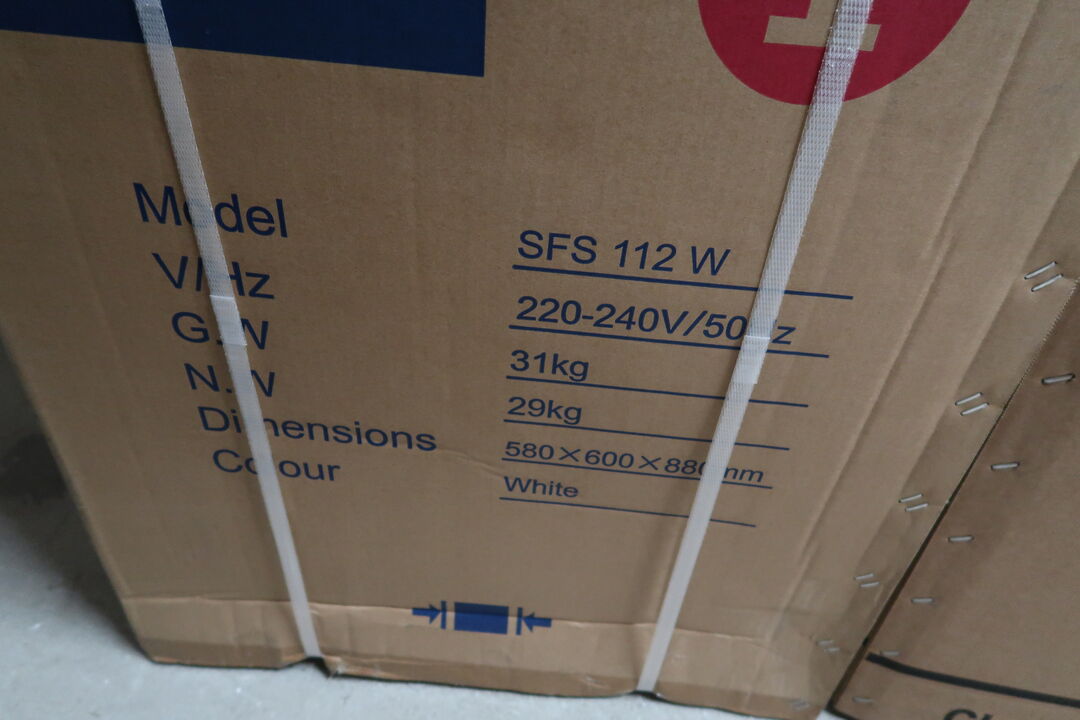 Model SFS 112 W
V/Hz 220-240V/50Hz
G.W 31kg
N.W 29kg
Dimensions 580×600×880mm
Colour White